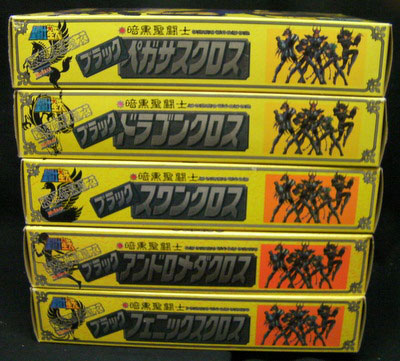 暗黒聖闘士
ブラック ペガサスクロス
暗黒聖闘士
ブラック ドラゴンクロス
暗黒聖闘士
ブラック スワンクロス
暗黒聖闘士
ブラック アンドロメダクロス
暗黒聖闘士
ブラック フェニックスクロス